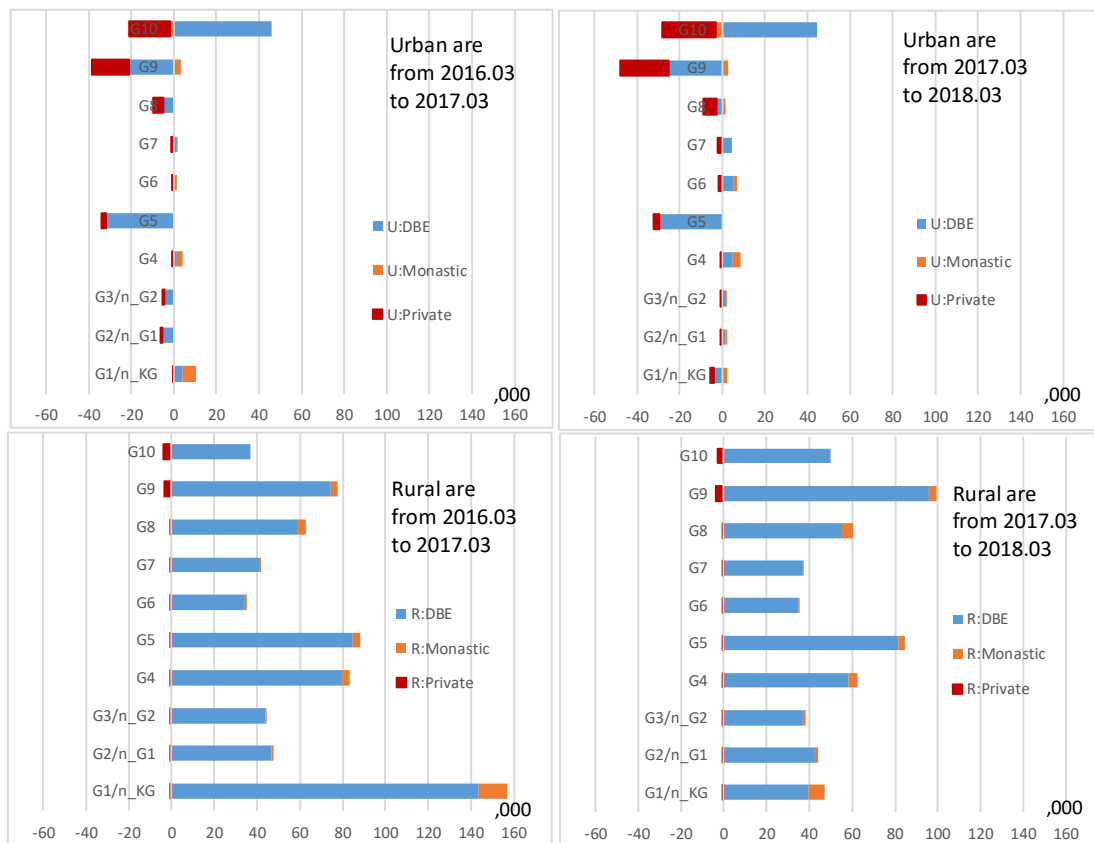 G10
G9
G8
G7
G6
G5
G4
G3/n_G2
G2/n_G1
G1/n_KG
Urban are
from 2016.03
to 2017.03
U:DBE
U:Monastic
U:Private
,000
-60 -40 -20 0 20 40 60 80 100 120 140 160
G10
G9
G8
G7
G6
G5
G4
G3/n_G2
G2/n_G1
G1/n_KG
Urban are
from 2017.03
to 2018.03
U:DBE
U:Monastic
U:Private
,000
-60 -40 -20 0 20 40 60 80 100 120 140 160
G10
G9
G8
G7
G6
G5
G4
G3/n_G2
G2/n_G1
G1/n_KG
Rural are
from 2016.03
to 2017.03
R:DBE
R:Monastic
R:Private
,000
-60 -40 -20 0 20 40 60 80 100 120 140 160
G10
G9
G8
G7
G6
G5
G4
G3/n_G2
G2/n_G1
G1/n_KG
Rural are
from 2017.03
to 2018.03
R:DBE
R:Monastic
R:Private
,000
-60 -40 -20 0 20 40 60 80 100 120 140 160